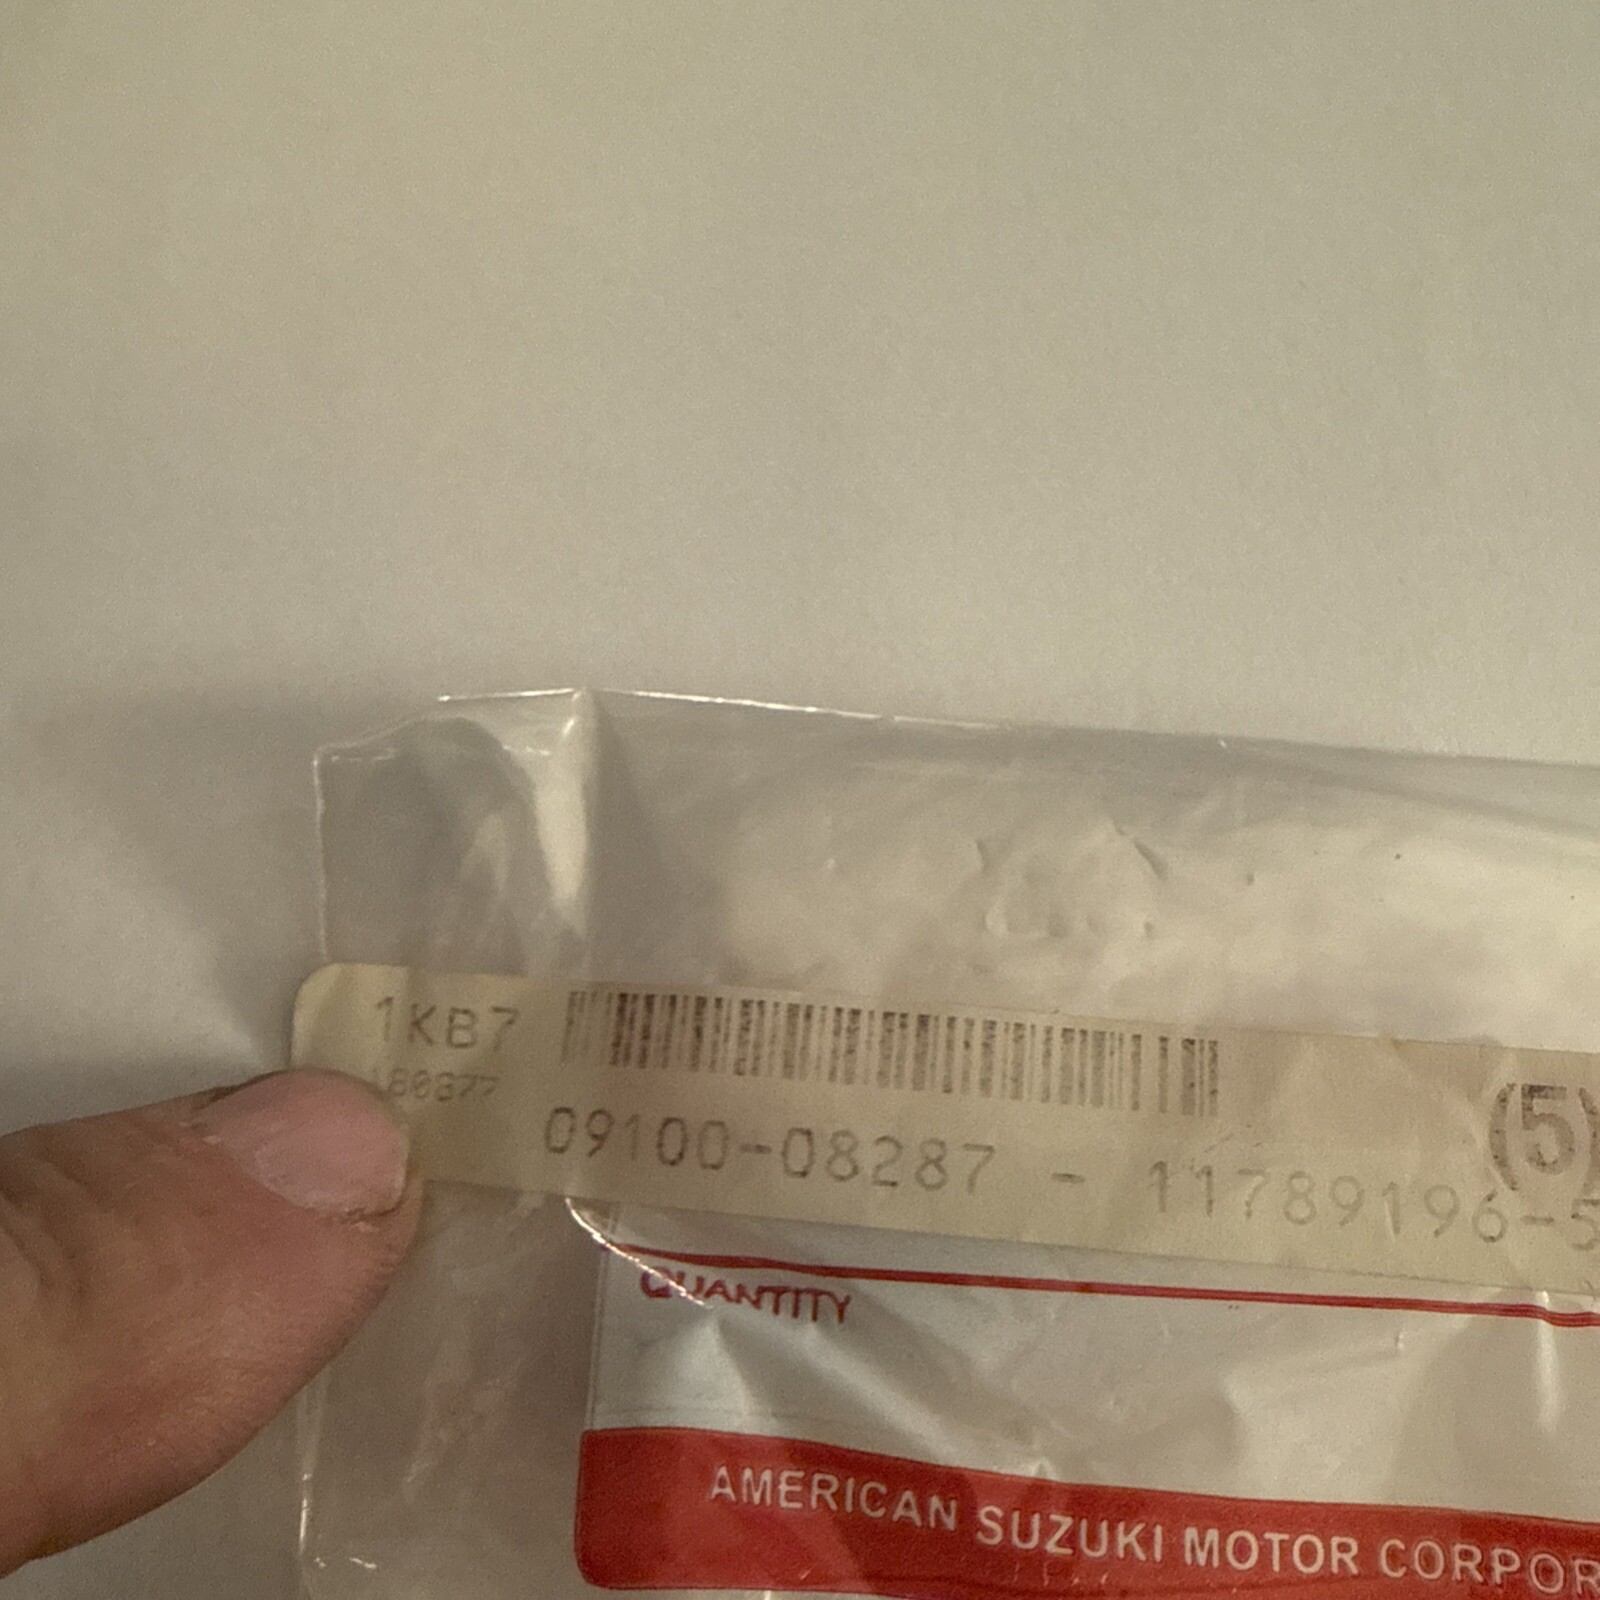 1KB7
(5)
09100-08287 - 11789196-5
QUANTITY
AMERICAN SUZUKI MOTOR CORPOR